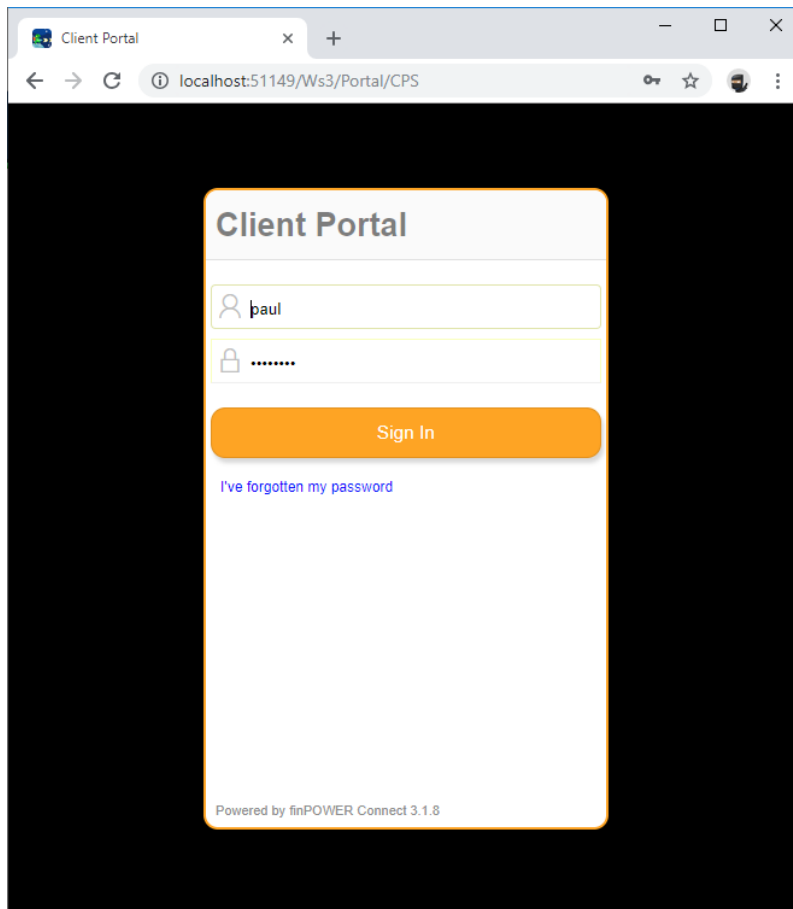 Client Portal
localhost:51149/Ws3/Portal/CPS
Client Portal
paul
••••••••
Sign In
I've forgotten my password
Powered by finPOWER Connect 3.1.8